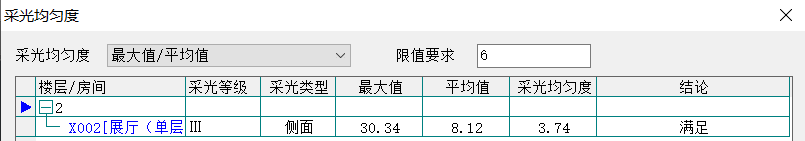 采光均匀度
采光均匀度 最大值/平均值 限值要求 6
楼层/房间 采光等级 采光类型 最大值 平均值 采光均匀度 结论
2
X002[展厅（单层 Ⅲ 侧面 30.34 8.12 3.74 满足